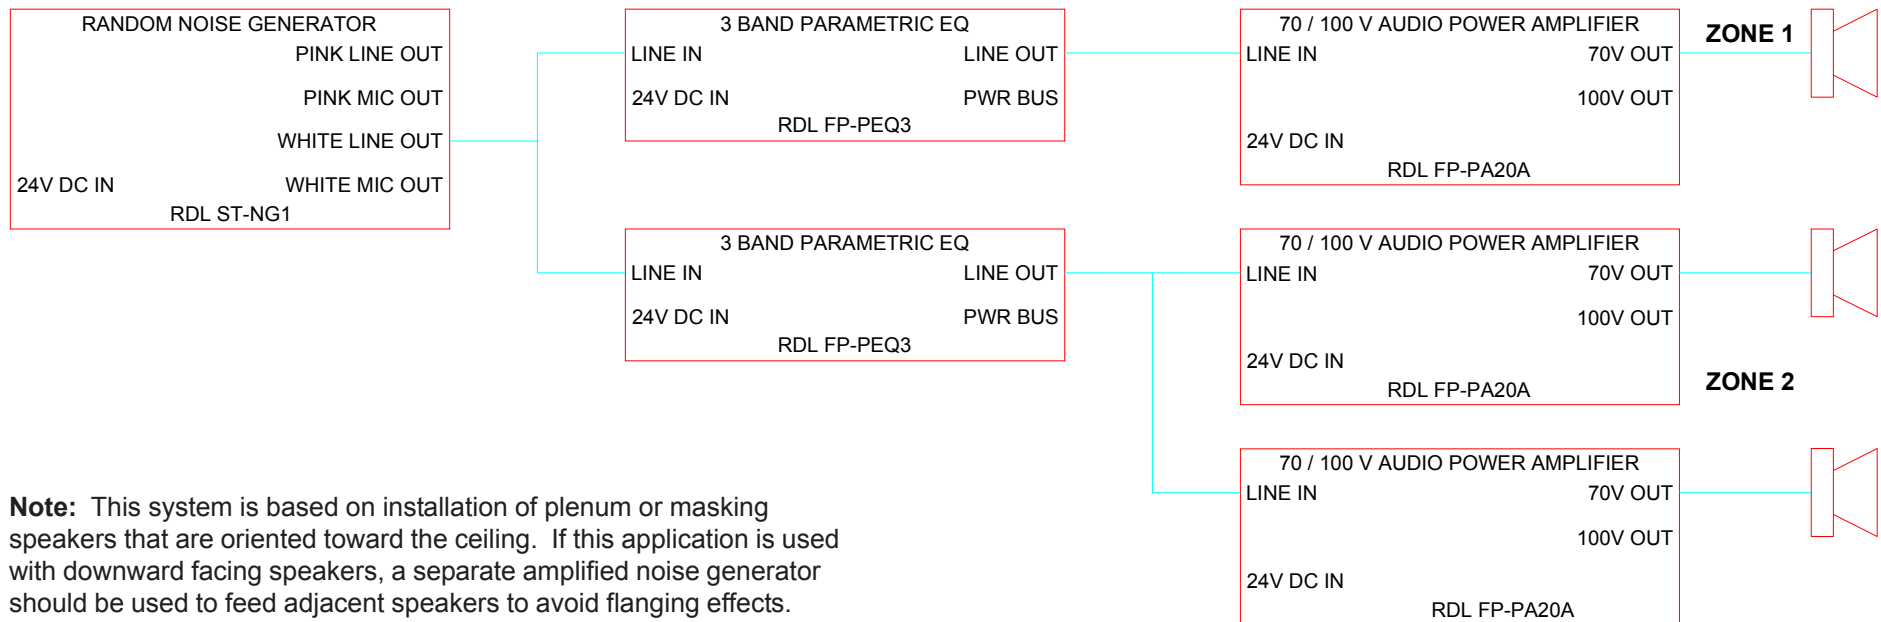 RANDOM NOISE GENERATOR
PINK LINE OUT
PINK MIC OUT
WHITE LINE OUT
24V DC IN WHITE MIC OUT
RDL ST-NG1
3 BAND PARAMETRIC EQ
LINE IN LINE OUT
24V DC IN PWR BUS
RDL FP-PEQ3
70 / 100 V AUDIO POWER AMPLIFIER
LINE IN 70V OUT
100V OUT
24V DC IN
RDL FP-PA20A
ZONE 1
3 BAND PARAMETRIC EQ
LINE IN LINE OUT
24V DC IN PWR BUS
RDL FP-PEQ3
70 / 100 V AUDIO POWER AMPLIFIER
LINE IN 70V OUT
100V OUT
24V DC IN
RDL FP-PA20A
ZONE 2
70 / 100 V AUDIO POWER AMPLIFIER
LINE IN 70V OUT
100V OUT
24V DC IN
RDL FP-PA20A
Note: This system is based on installation of plenum or masking
speakers that are oriented toward the ceiling. If this application is used
with downward facing speakers, a separate amplified noise generator
should be used to feed adjacent speakers to avoid flanging effects.